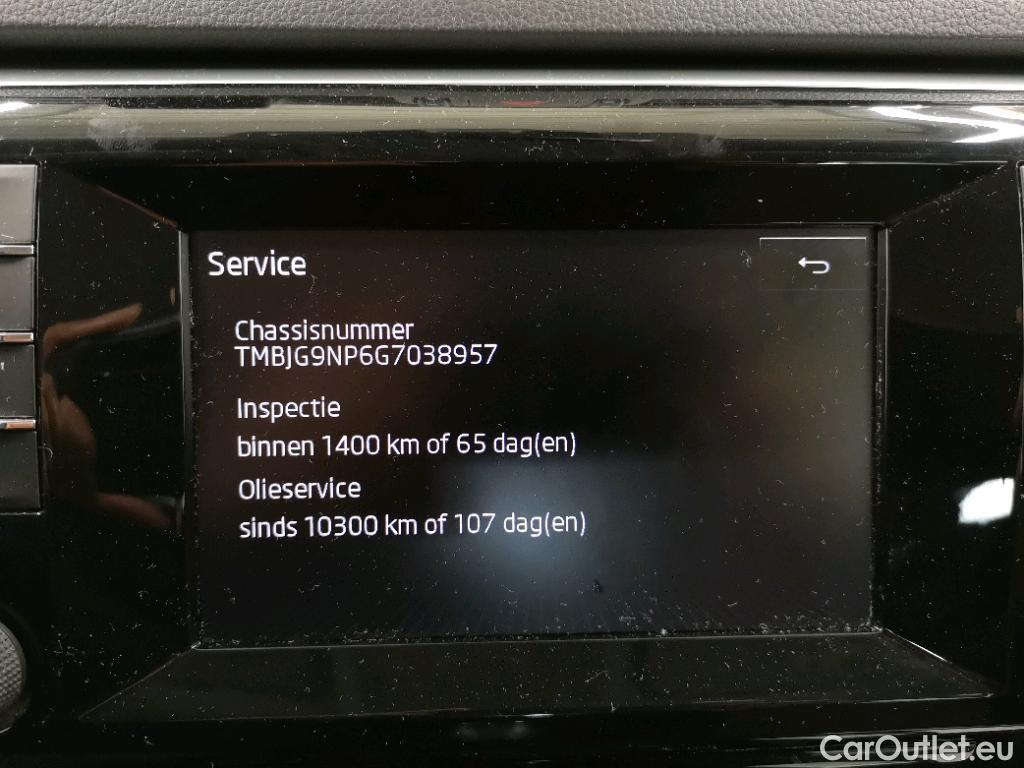 Service
Chassisnummer
TMBJG9NP6G7038957
Inspectie
binnen 1400 km of 65 dag(en)
Olieservice
sinds 10300 km of 107 dag(en)
CarOutlet.eu